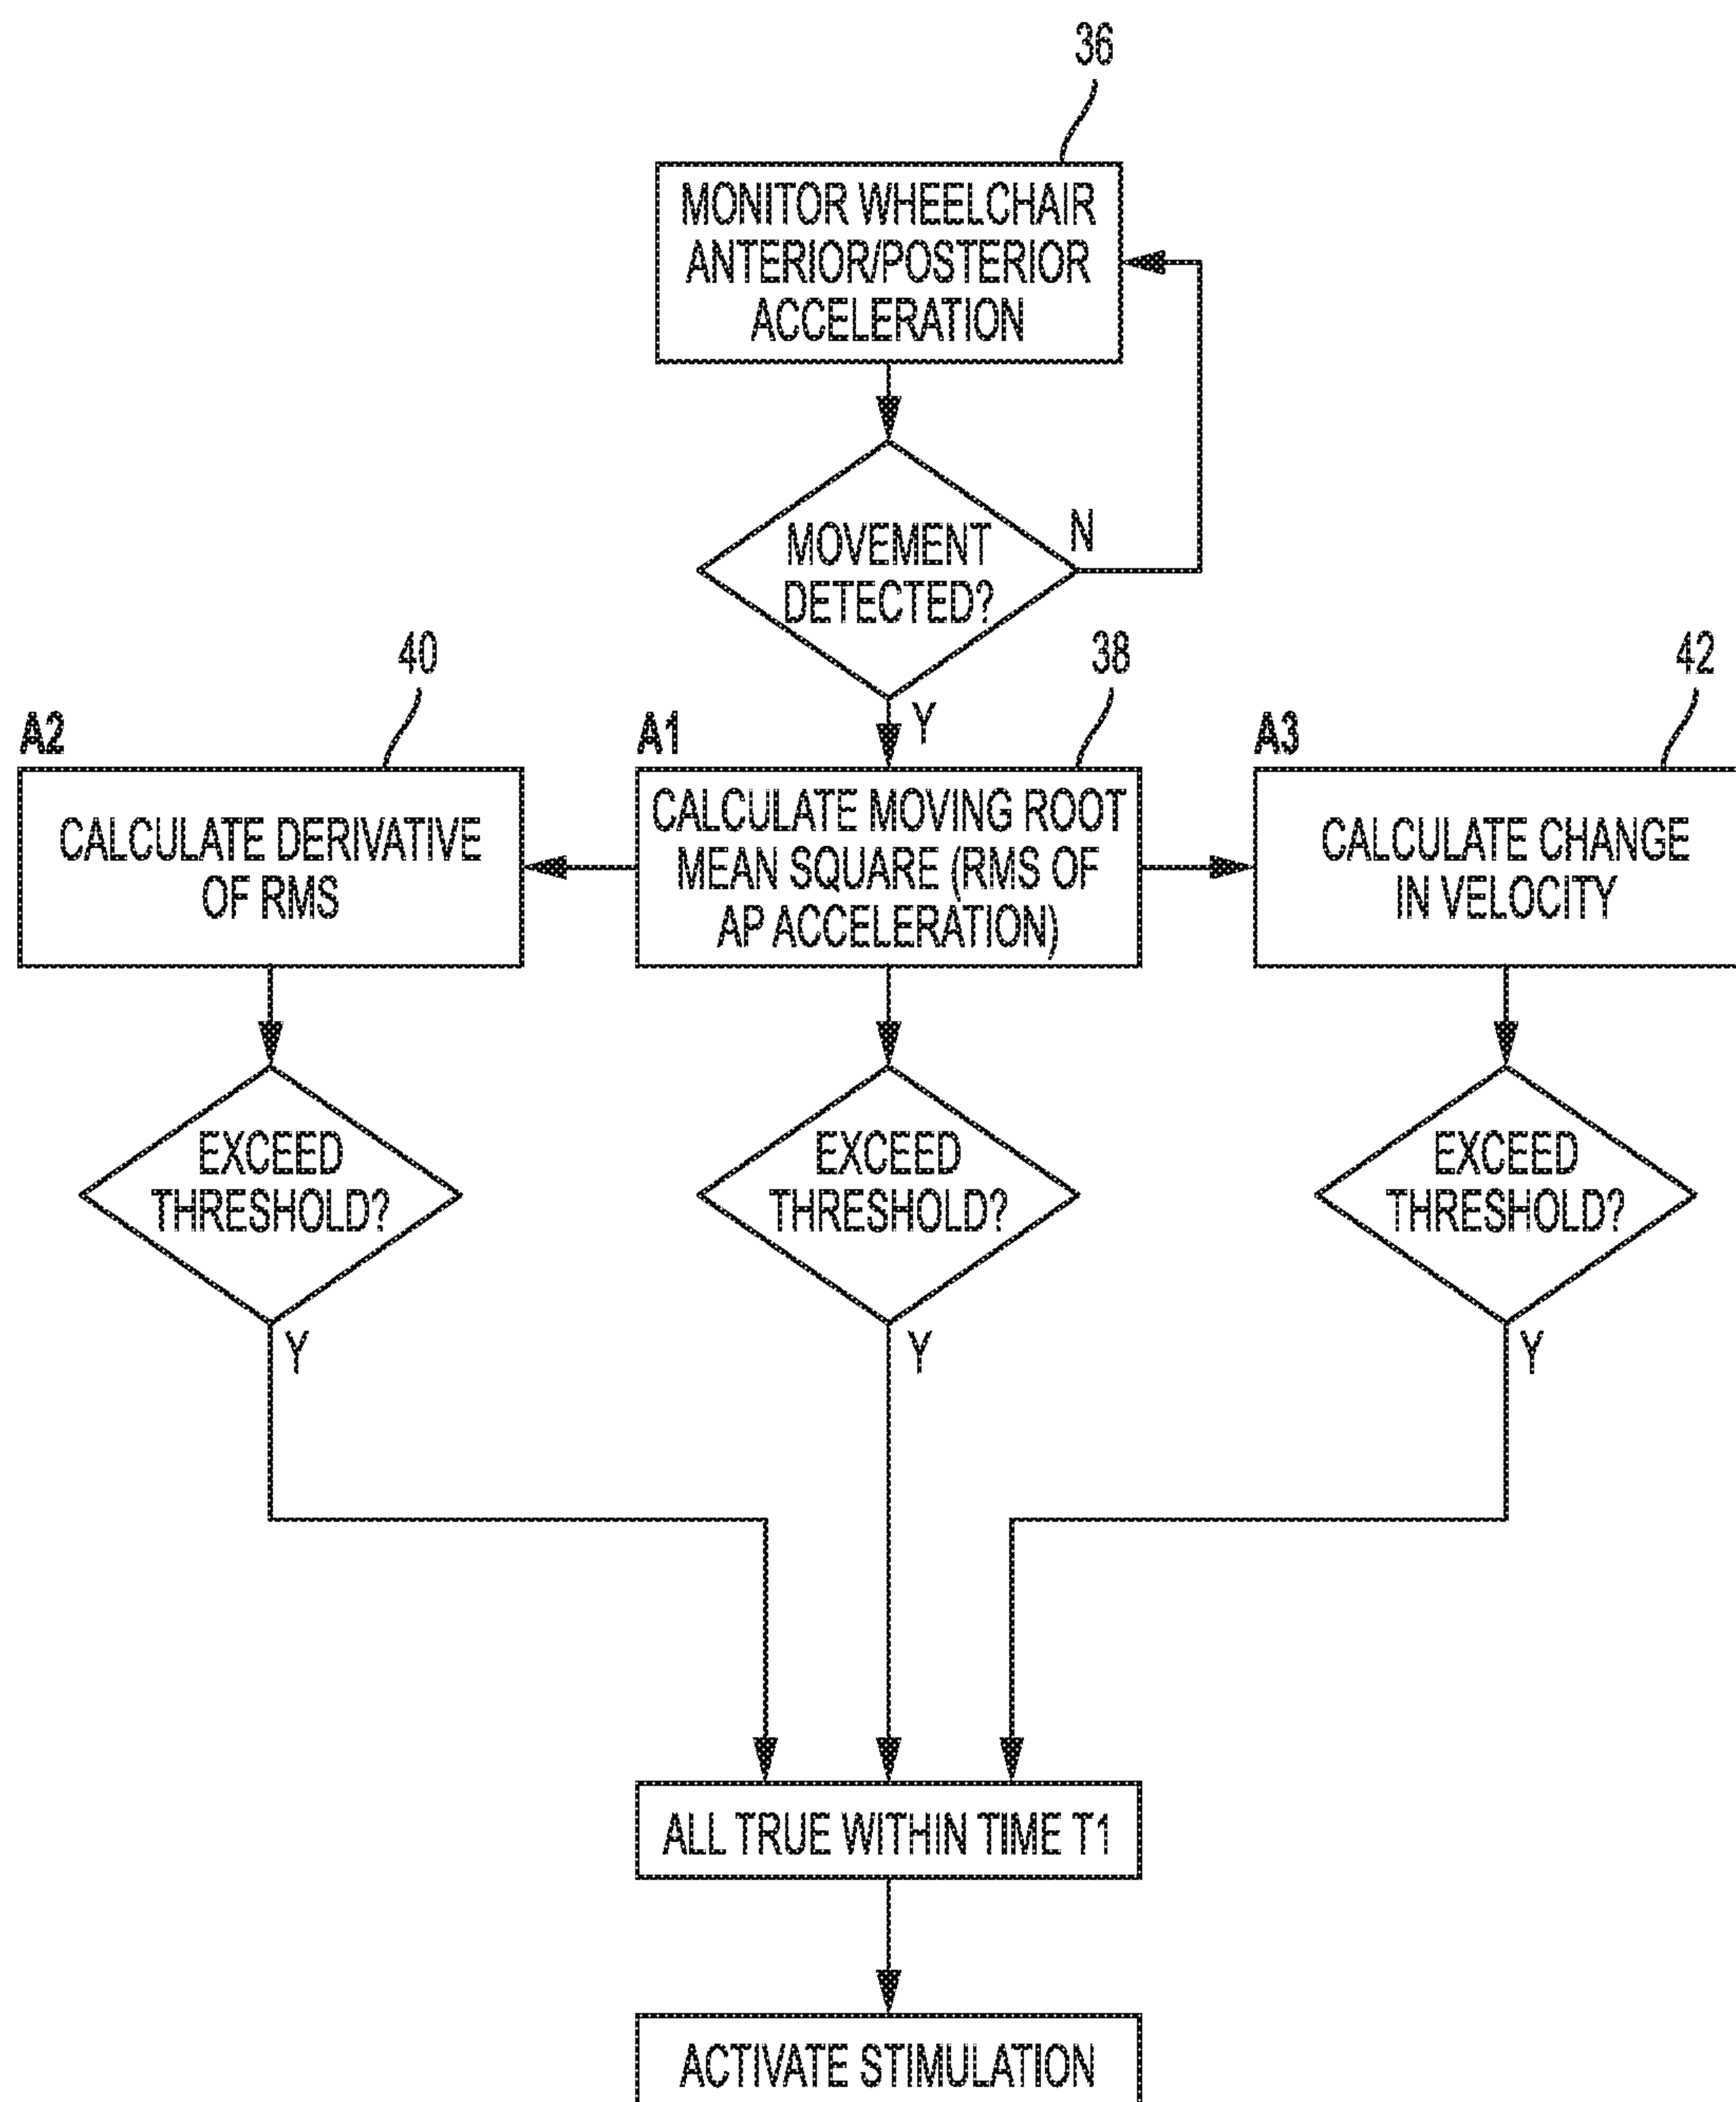 36
MONITOR WHEELCHAIR
ANTERIOR/POSTERIOR
ACCELERATION
MOVEMENT
DETECTED?
N
Y
40
A2
CALCULATE DERIVATIVE
OF RMS
38
A1
CALCULATE MOVING ROOT
MEAN SQUARE (RMS OF
AP ACCELERATION)
42
A3
CALCULATE CHANGE
IN VELOCITY
EXCEED
THRESHOLD?
Y
EXCEED
THRESHOLD?
Y
EXCEED
THRESHOLD?
Y
ALL TRUE WITHIN TIME T1
ACTIVATE STIMULATION